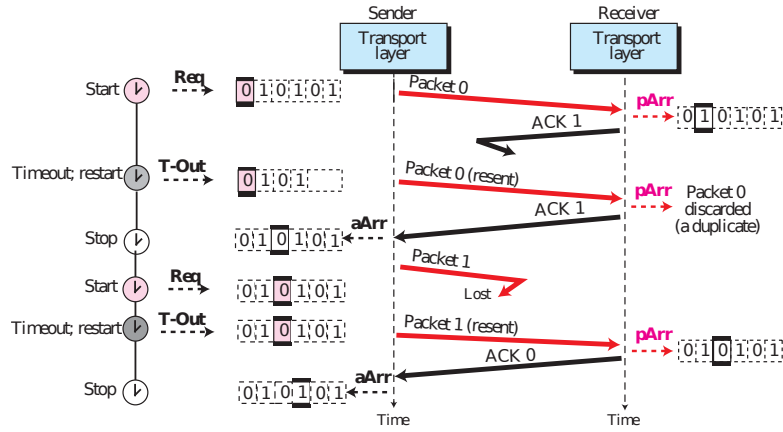 Sender
Receiver
Transport
layer
Transport
layer
Start
Req
0 1 0 1 0 1
Packet 0
pArr
0 1 0 1 0 1
ACK 1
Timeout; restart
T-Out
0 1 0 1
Packet 0 (resent)
pArr
Packet 0
discarded
(a duplicate)
ACK 1
Stop
0 1 0 1 0 1
aArr
Packet 1
Start
Req
0 1 0 1 0 1
Lost
Timeout; restart
T-Out
0 1 0 1 0 1
Packet 1 (resent)
pArr
0 1 0 1 0 1
ACK 0
Stop
0 1 0 1 0 1
aArr
Time
Time